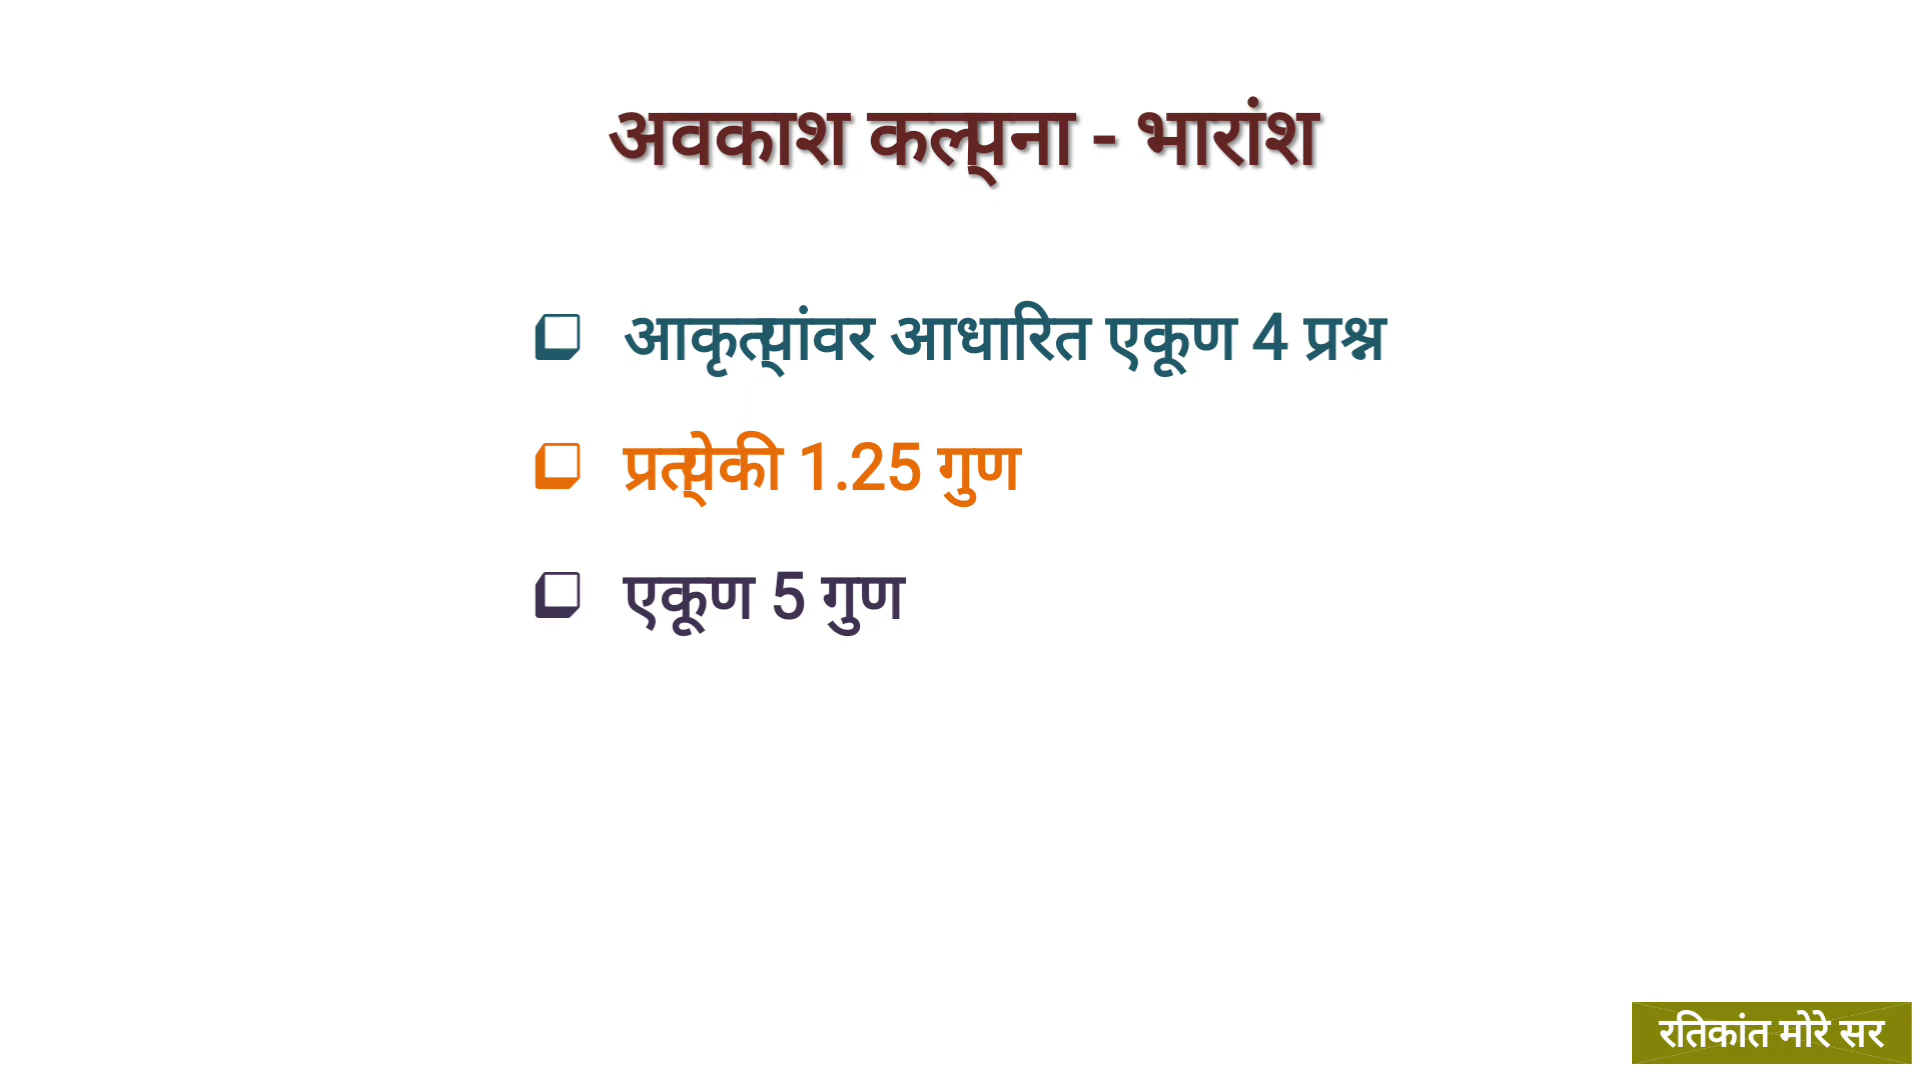 अवकाश कल्पना - भारांश
❑ आकृत्यांवर आधारित एकूण 4 प्रश्न
❑ प्रत्येकी 1.25 गुण
❑ एकूण 5 गुण
रतिकांत मोरे सर